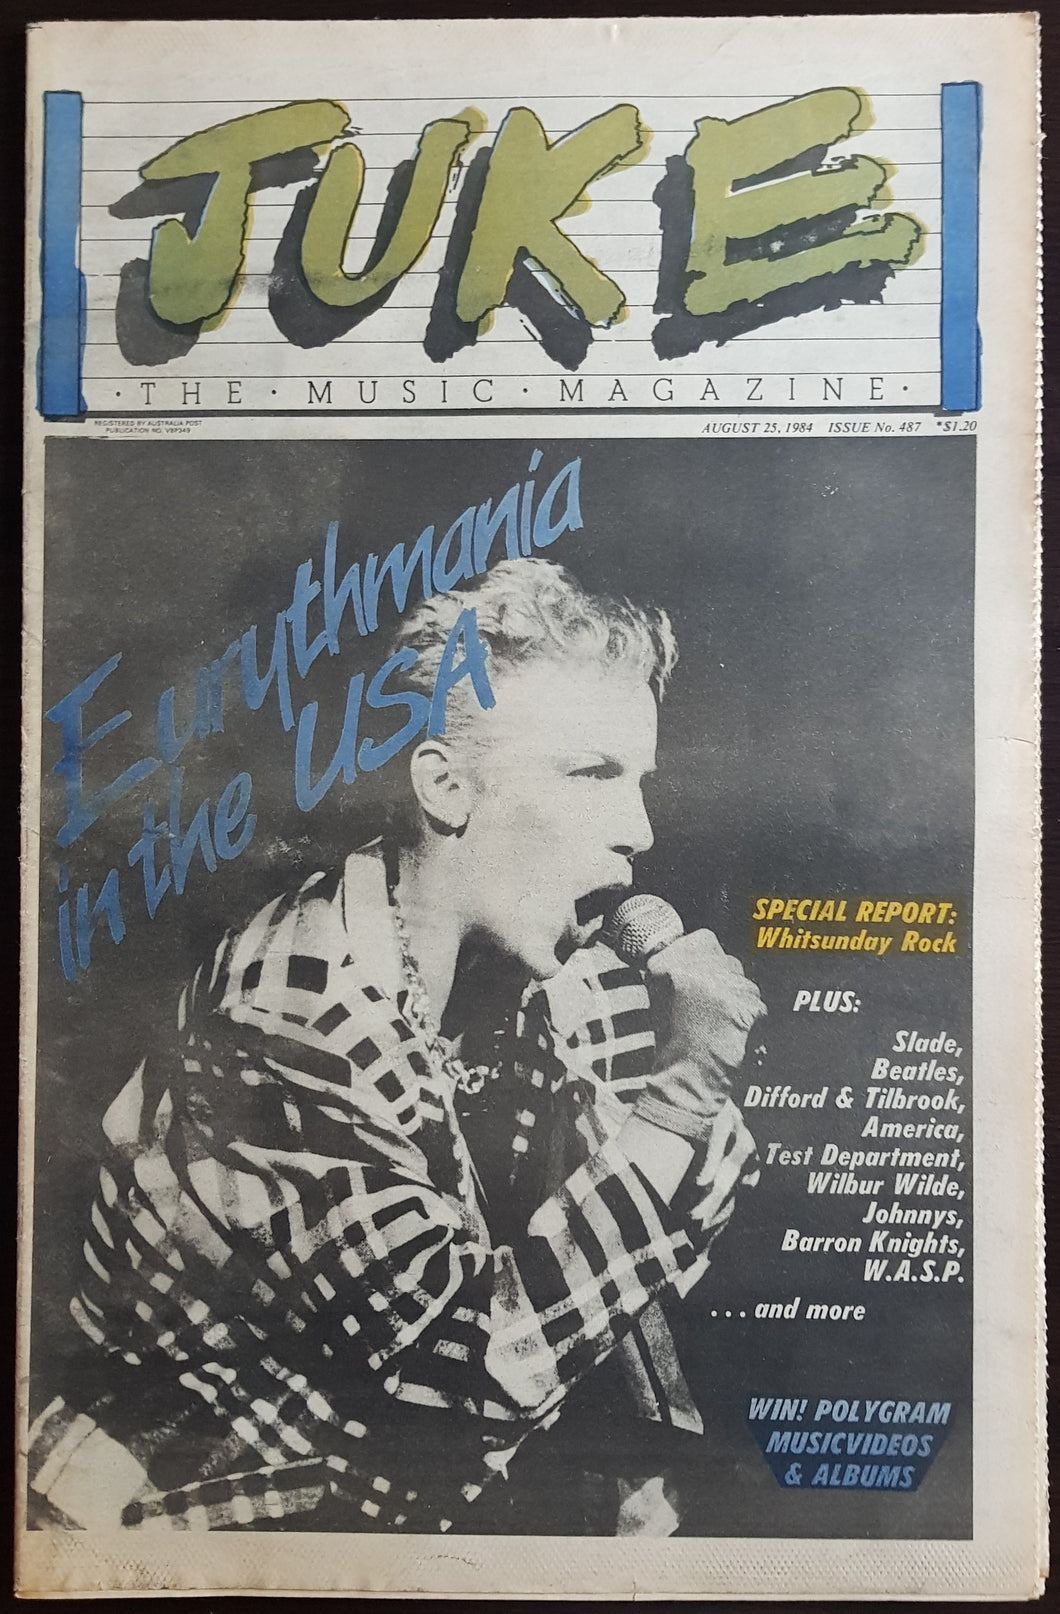 JUKE
·THE·MUSIC·MAGAZINE·
REGISTERED BY AUSTRALIA POST
PUBLICATION NO. VBP349
AUGUST 25, 1984 ISSUE No. 487 *$1.20
Eurythmania
in the USA
SPECIAL REPORT:
Whitsunday Rock
PLUS:
Slade,
Beatles,
Difford & Tilbrook,
America,
Test Department,
Wilbur Wilde,
Johnnys,
Barron Knights,
W.A.S.P.
...and more
WIN! POLYGRAM
MUSICVIDEOS
& ALBUMS